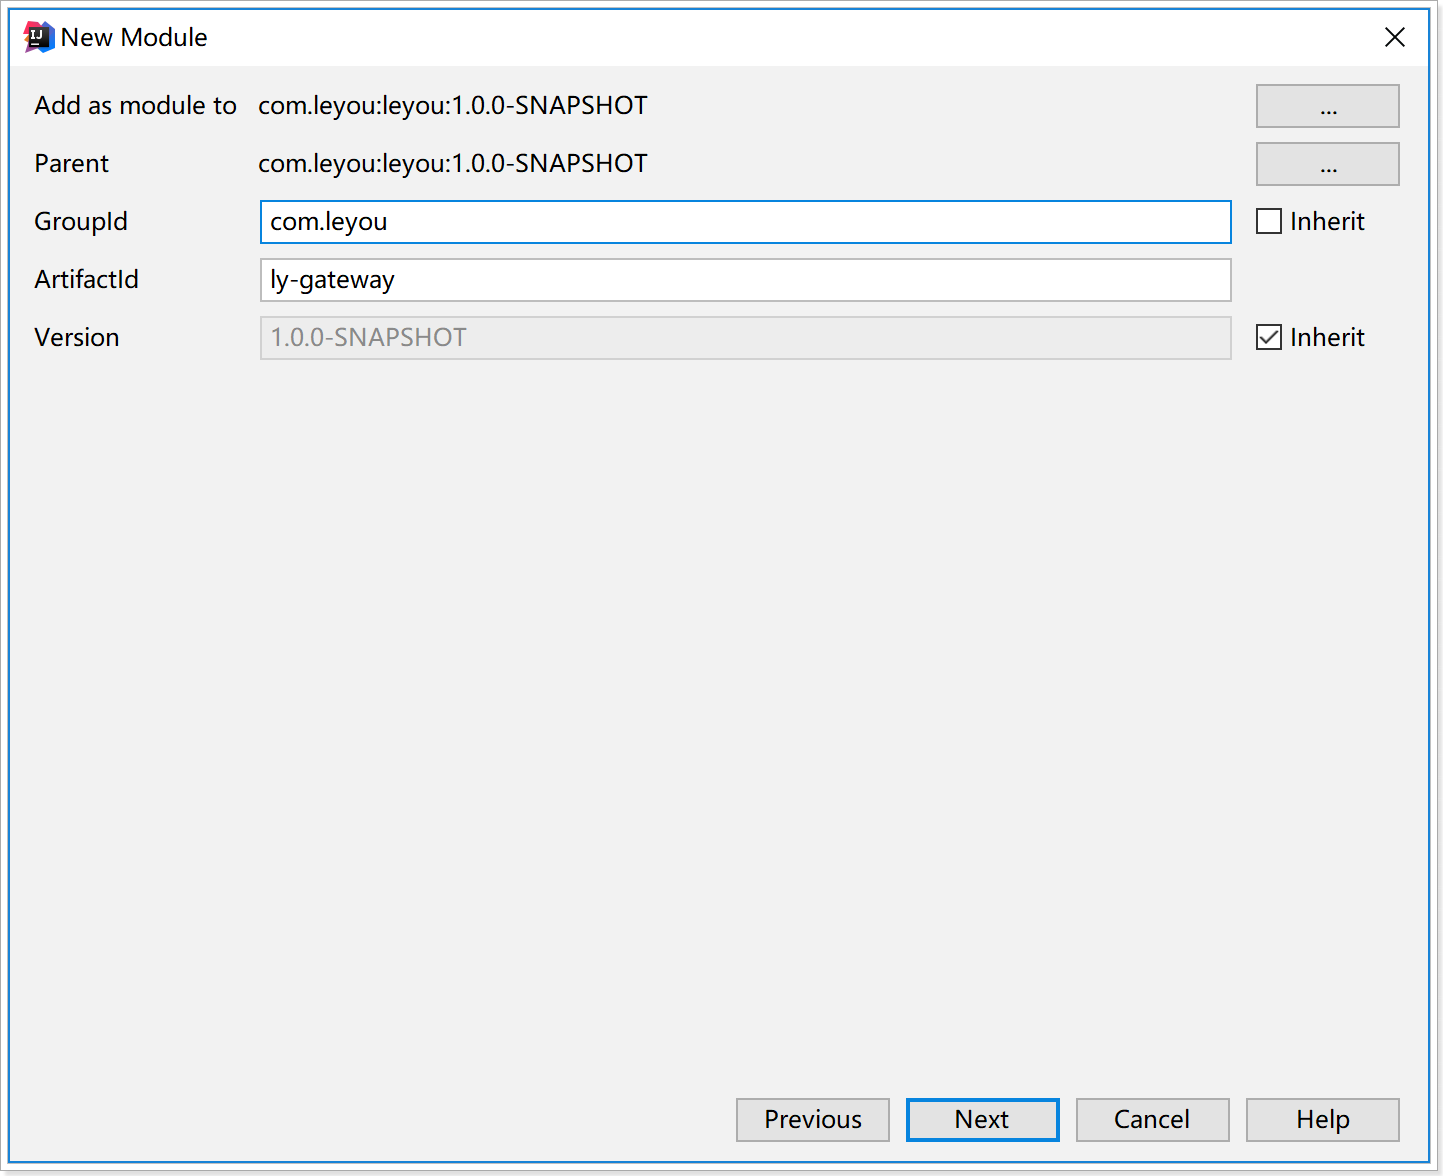 IJ New Module
Add as module to com.leyou:leyou:1.0.0-SNAPSHOT ...
Parent com.leyou:leyou:1.0.0-SNAPSHOT ...
GroupId com.leyou Inherit
ArtifactId ly-gateway
Version 1.0.0-SNAPSHOT Inherit
Previous Next Cancel Help